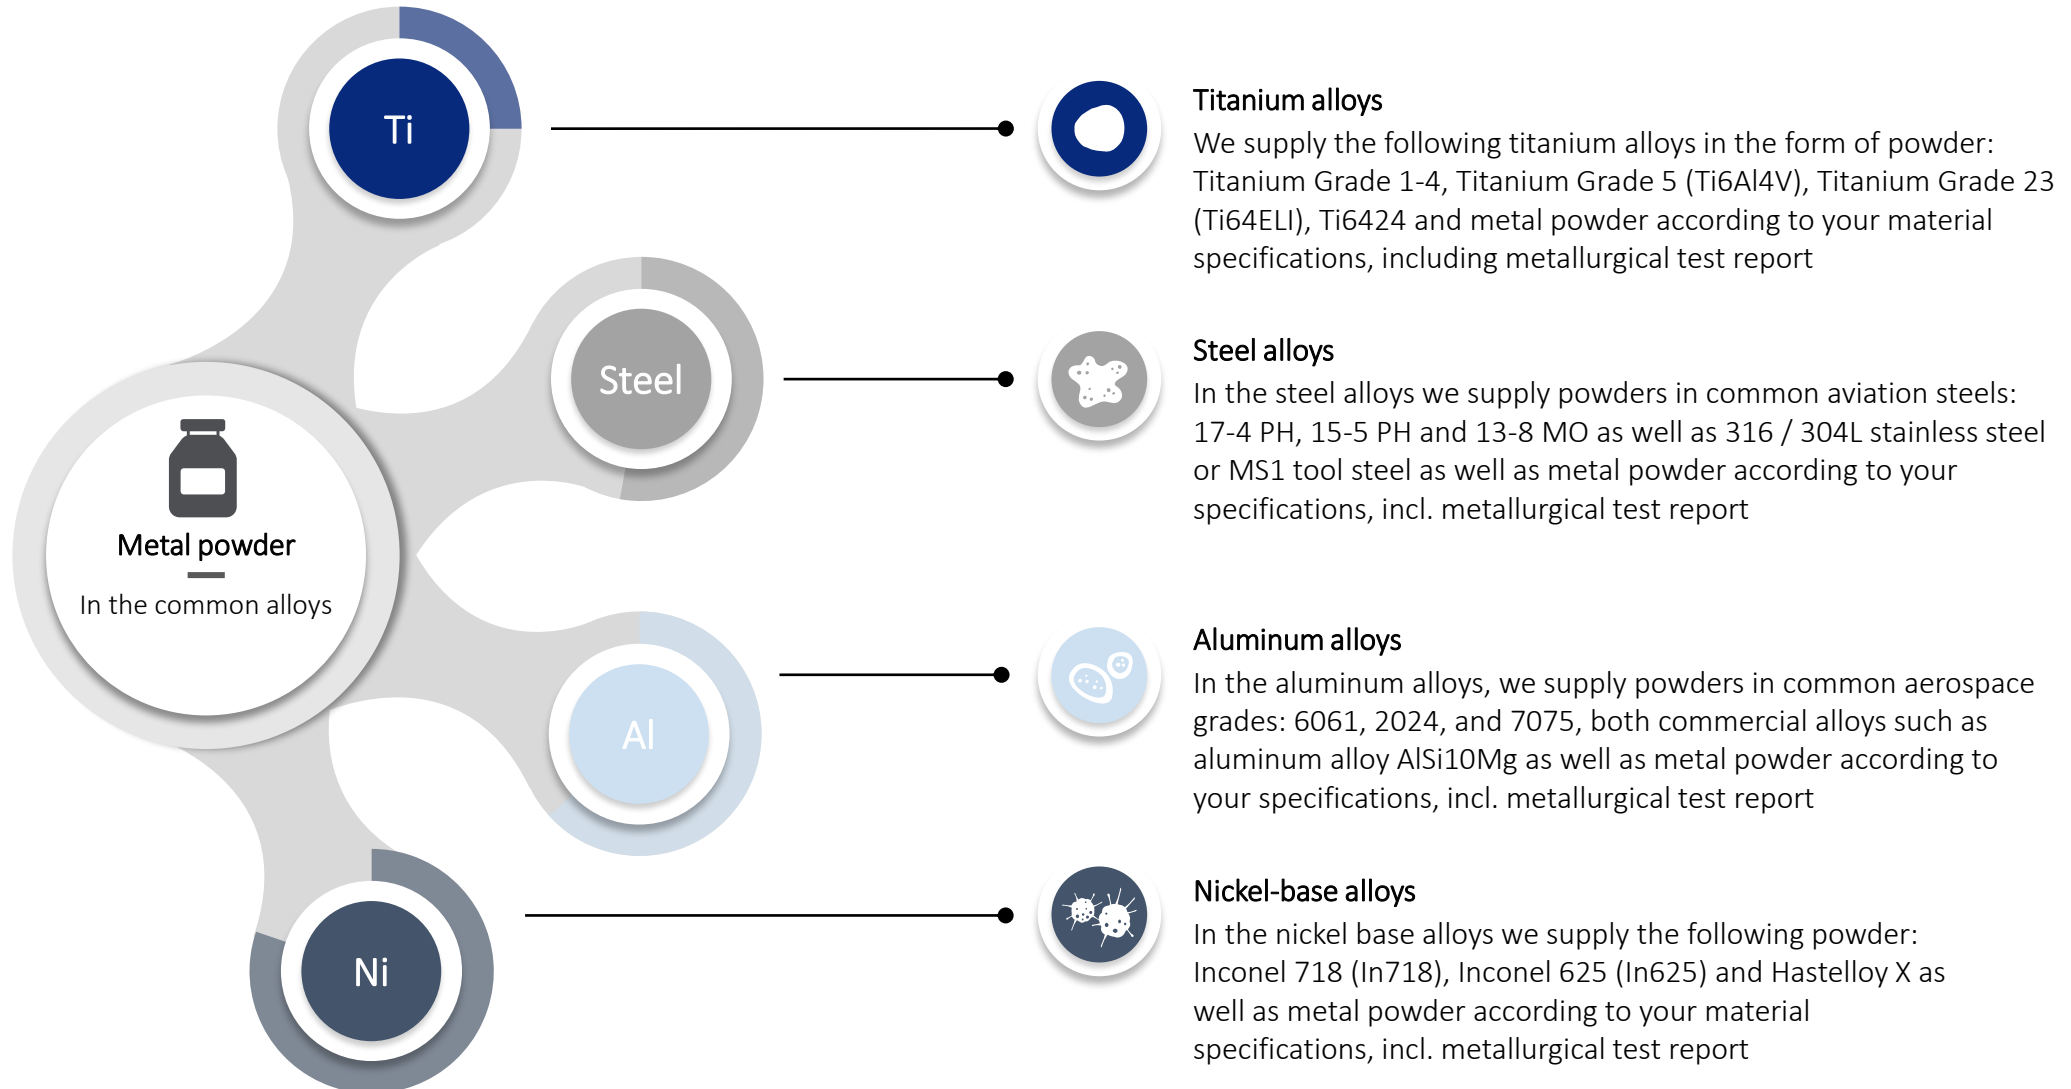 Ti
Steel
Al
Ni
Metal powder
In the common alloys
Titanium alloys
We supply the following titanium alloys in the form of powder:
Titanium Grade 1-4, Titanium Grade 5 (Ti6Al4V), Titanium Grade 23
(Ti64ELI), Ti6424 and metal powder according to your material
specifications, including metallurgical test report
Steel alloys
In the steel alloys we supply powders in common aviation steels:
17-4 PH, 15-5 PH and 13-8 MO as well as 316 / 304L stainless steel
or MS1 tool steel as well as metal powder according to your
specifications, incl. metallurgical test report
Aluminum alloys
In the aluminum alloys, we supply powders in common aerospace
grades: 6061, 2024, and 7075, both commercial alloys such as
aluminum alloy AlSi10Mg as well as metal powder according to
your specifications, incl. metallurgical test report
Nickel-base alloys
In the nickel base alloys we supply the following powder:
Inconel 718 (In718), Inconel 625 (In625) and Hastelloy X as
well as metal powder according to your material
specifications, incl. metallurgical test report